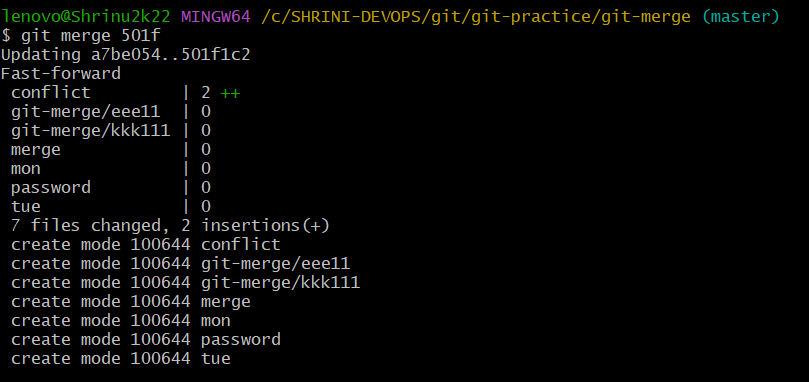 lenovo@Shrinu2k22 MINGW64 /c/SHRINI-DEVOPS/git/git-practice/git-merge (master)
$ git merge 501f
Updating a7be054..501f1c2
Fast-forward
 conflict         | 2 ++
 git-merge/eee11  | 0
 git-merge/kkk111 | 0
 merge            | 0
 mon              | 0
 password         | 0
 tue              | 0
 7 files changed, 2 insertions(+)
 create mode 100644 conflict
 create mode 100644 git-merge/eee11
 create mode 100644 git-merge/kkk111
 create mode 100644 merge
 create mode 100644 mon
 create mode 100644 password
 create mode 100644 tue